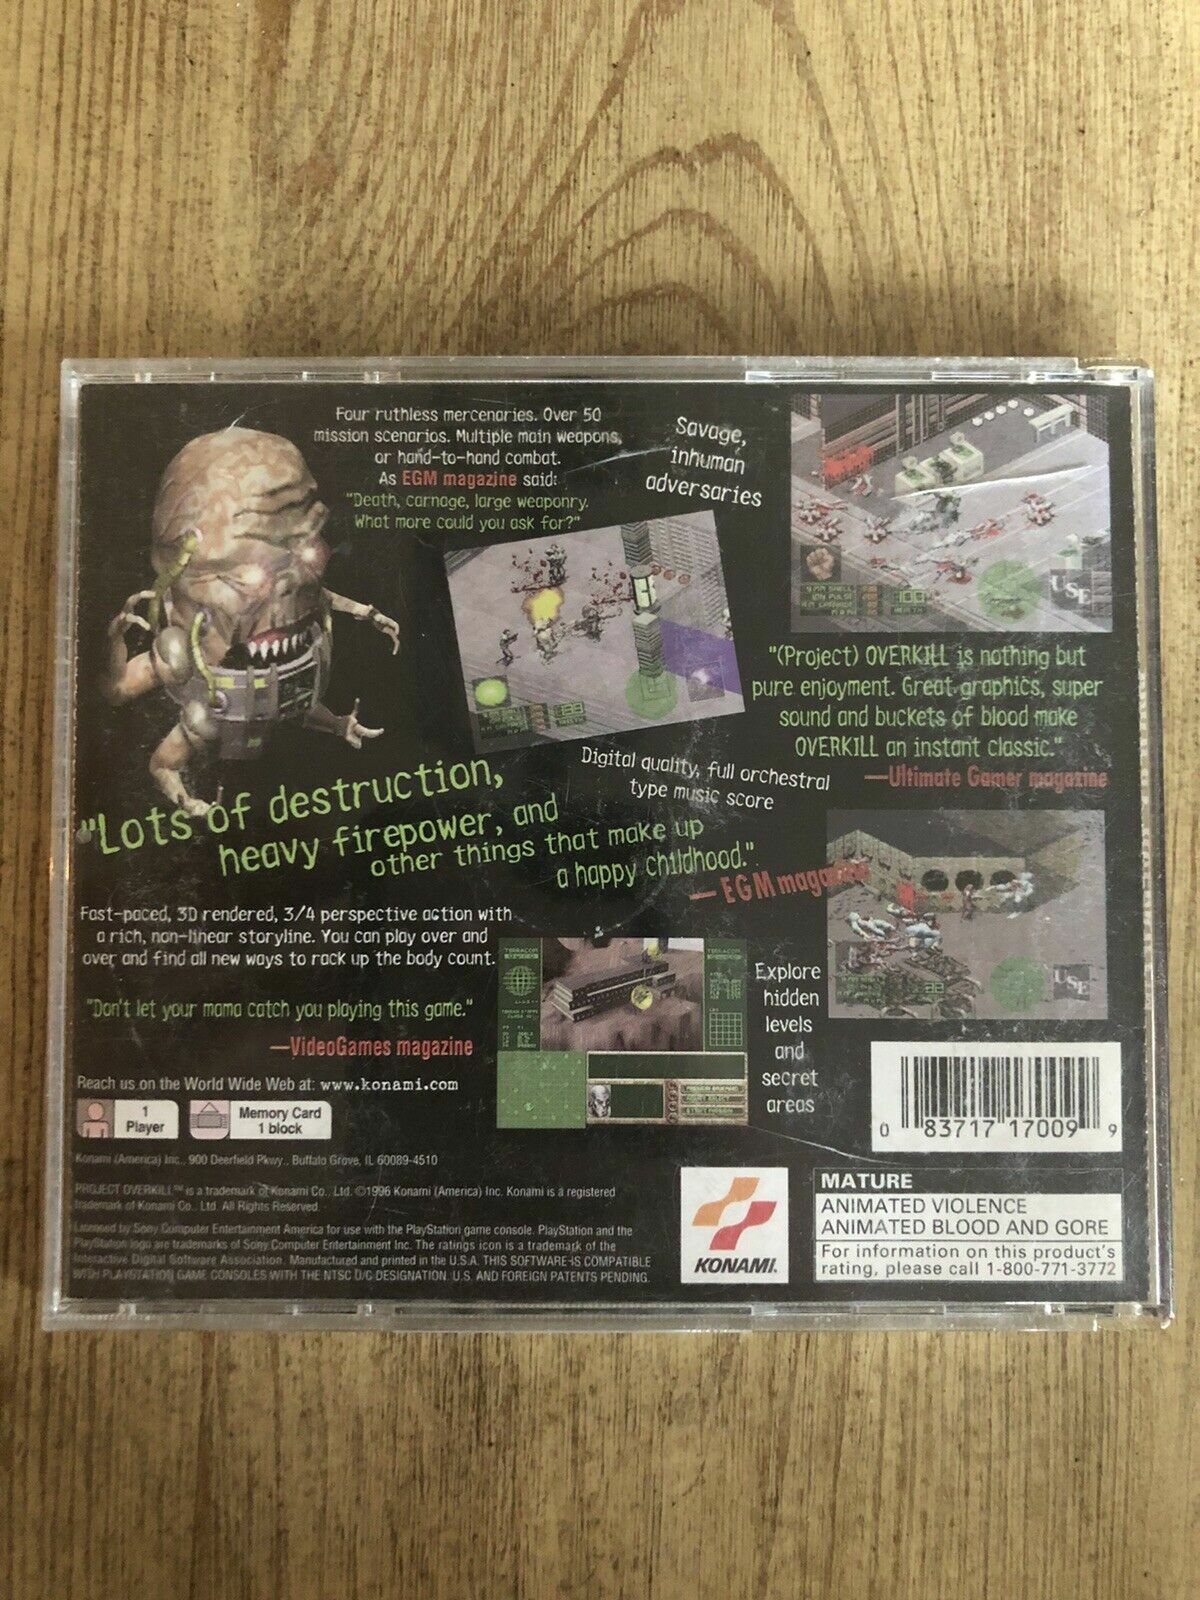 Four ruthless mercenaries. Over 50
mission scenarios. Multiple main weapons,
or hand-to-hand combat.
As EGM magazine said:
"Death, carnage, large weaponry.
What more could you ask for?"
Savage,
inhuman
adversaries
USE
100
HEALTH
"(Project) OVERKILL is nothing but
pure enjoyment. Great graphics, super
sound and buckets of blood make
OVERKILL an instant classic."
—Ultimate Gamer magazine
Digital quality, full orchestral
type music score
"Lots of destruction,
heavy firepower, and
other things that make up
a happy childhood."
— EGM magazine
Fast-paced, 3D rendered, 3/4 perspective action with
a rich, non-linear storyline. You can play over and
over and find all new ways to rack up the body count.
"Don't let your mama catch you playing this game."
—VideoGames magazine
Explore
hidden
levels
and
secret
areas
USE
Reach us on the World Wide Web at: www.konami.com
1
Player
Memory Card
1 block
0 83717 17009 9
Konami (America) Inc., 900 Deerfield Pkwy., Buffalo Grove, IL 60089-4510
PROJECT OVERKILL™ is a trademark of Konami Co., Ltd. ©1996 Konami (America) Inc. Konami is a registered
trademark of Konami Co., Ltd. All Rights Reserved.
Licensed by Sony Computer Entertainment America for use with the PlayStation game console. PlayStation and the
PlayStation logo are trademarks of Sony Computer Entertainment Inc. The ratings icon is a trademark of the
Interactive Digital Software Association. Manufactured and printed in the U.S.A. THIS SOFTWARE IS COMPATIBLE
WITH PLAYSTATION GAME CONSOLES WITH THE NTSC U/C DESIGNATION. U.S. AND FOREIGN PATENTS PENDING.
KONAMI
MATURE
ANIMATED VIOLENCE
ANIMATED BLOOD AND GORE
For information on this product's
rating, please call 1-800-771-3772